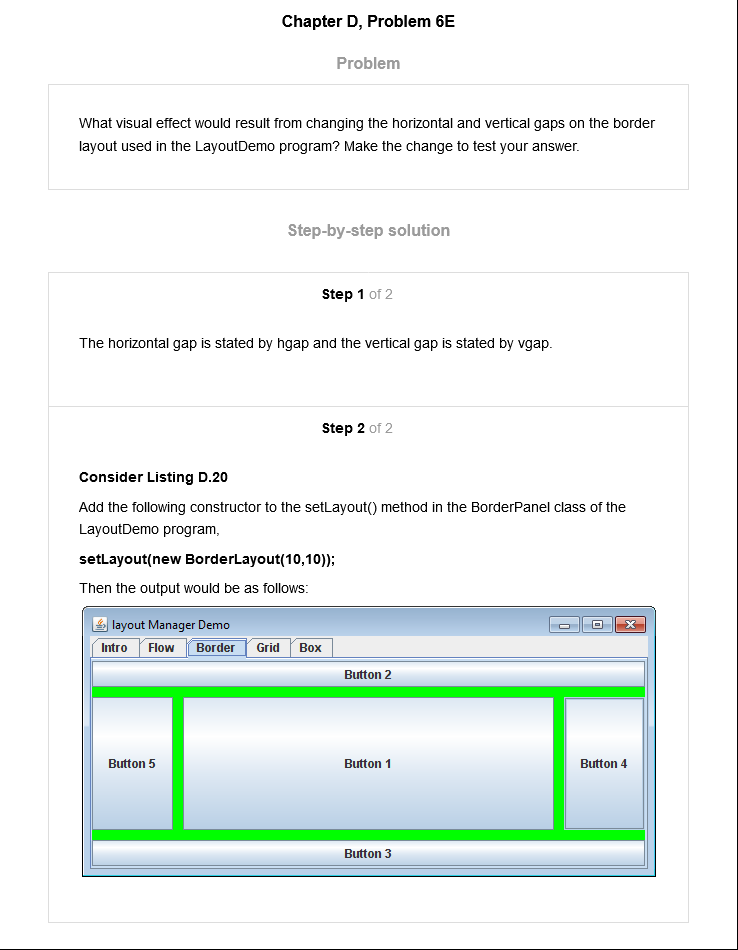 Chapter D, Problem 6E
Problem
What visual effect would result from changing the horizontal and vertical gaps on the border
layout used in the LayoutDemo program? Make the change to test your answer.
Step-by-step solution
Step 1 of 2
The horizontal gap is stated by hgap and the vertical gap is stated by vgap.
Step 2 of 2
Consider Listing D.20
Add the following constructor to the setLayout() method in the BorderPanel class of the
LayoutDemo program,
setLayout(new BorderLayout(10,10));
Then the output would be as follows:
layout Manager Demo
Intro Flow Border Grid Box
Button 2
Button 5 Button 1 Button 4
Button 3